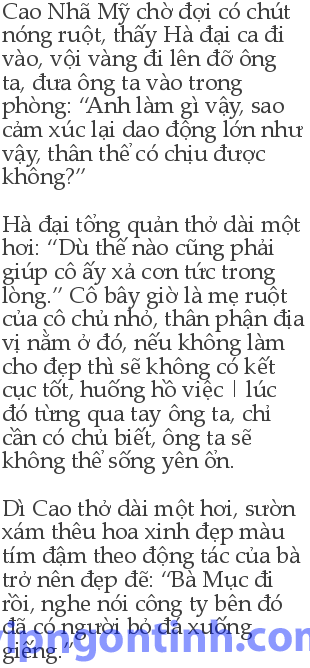 Cao Nhã Mỹ chờ đợi có chút
nóng ruột, thấy Hà đại ca đi
vào, vội vàng đi lên đỡ ông
ta, đưa ông ta vào trong
phòng: “Anh làm gì vậy, sao
cảm xúc lại dao động lớn như
vậy, thân thể có chịu được
không?”
Hà đại tổng quản thở dài một
hơi: “Dù thế nào cũng phải
giúp cô ấy xả cơn tức trong
lòng.” Cô bây giờ là mẹ ruột
của cô chủ nhỏ, thân phận địa
vị nằm ở đó, nếu không làm
cho đẹp thì sẽ không có kết
cục tốt, huống hồ việc | lúc
đó từng qua tay ông ta, chỉ
cần có chủ biết, ông ta sẽ
không thể sống yên ổn.
Dì Cao thở dài một hơi, sườn
xám thêu hoa xinh đẹp màu
tím đậm theo động tác của bà
trở nên đẹp đẽ: “Bà Mục đi
rồi, nghe nói công ty bên đó
đã có người bỏ đá xuống
giếng.”
vipngontinh.com